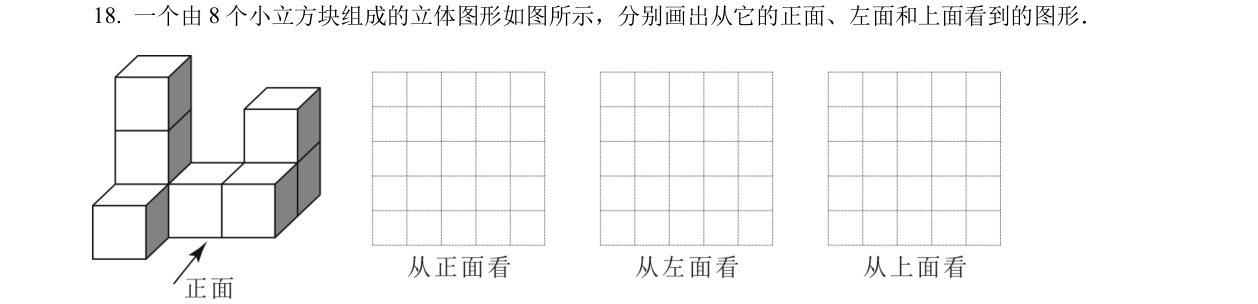 18. 一个由 8 个小立方块组成的立体图形如图所示，分别画出从它的正面、左面和上面看到的图形．
正面
从正面看
从左面看
从上面看